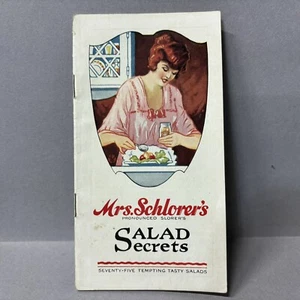 Mrs. Schlorer's
PRONOUNCED SLORER'S
SALAD
Secrets
SEVENTY-FIVE TEMPTING TASTY SALADS